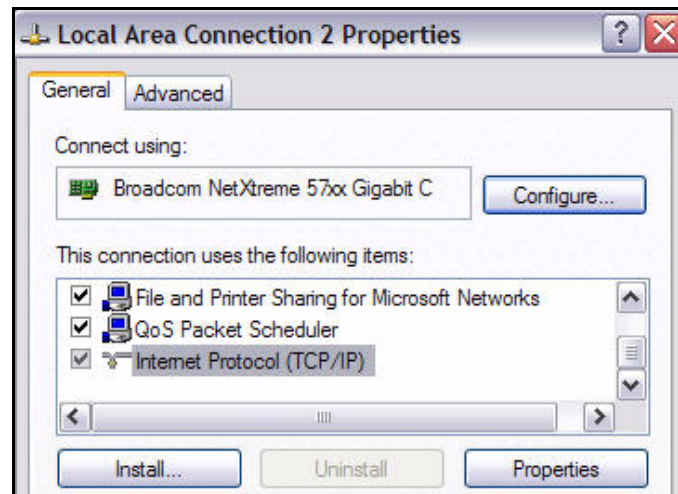 Local Area Connection 2 Properties
General Advanced
Connect using:
Broadcom NetXtreme 57xx Gigabit C Configure...
This connection uses the following items:
File and Printer Sharing for Microsoft Networks
QoS Packet Scheduler
Internet Protocol (TCP/IP)
Install... Uninstall Properties